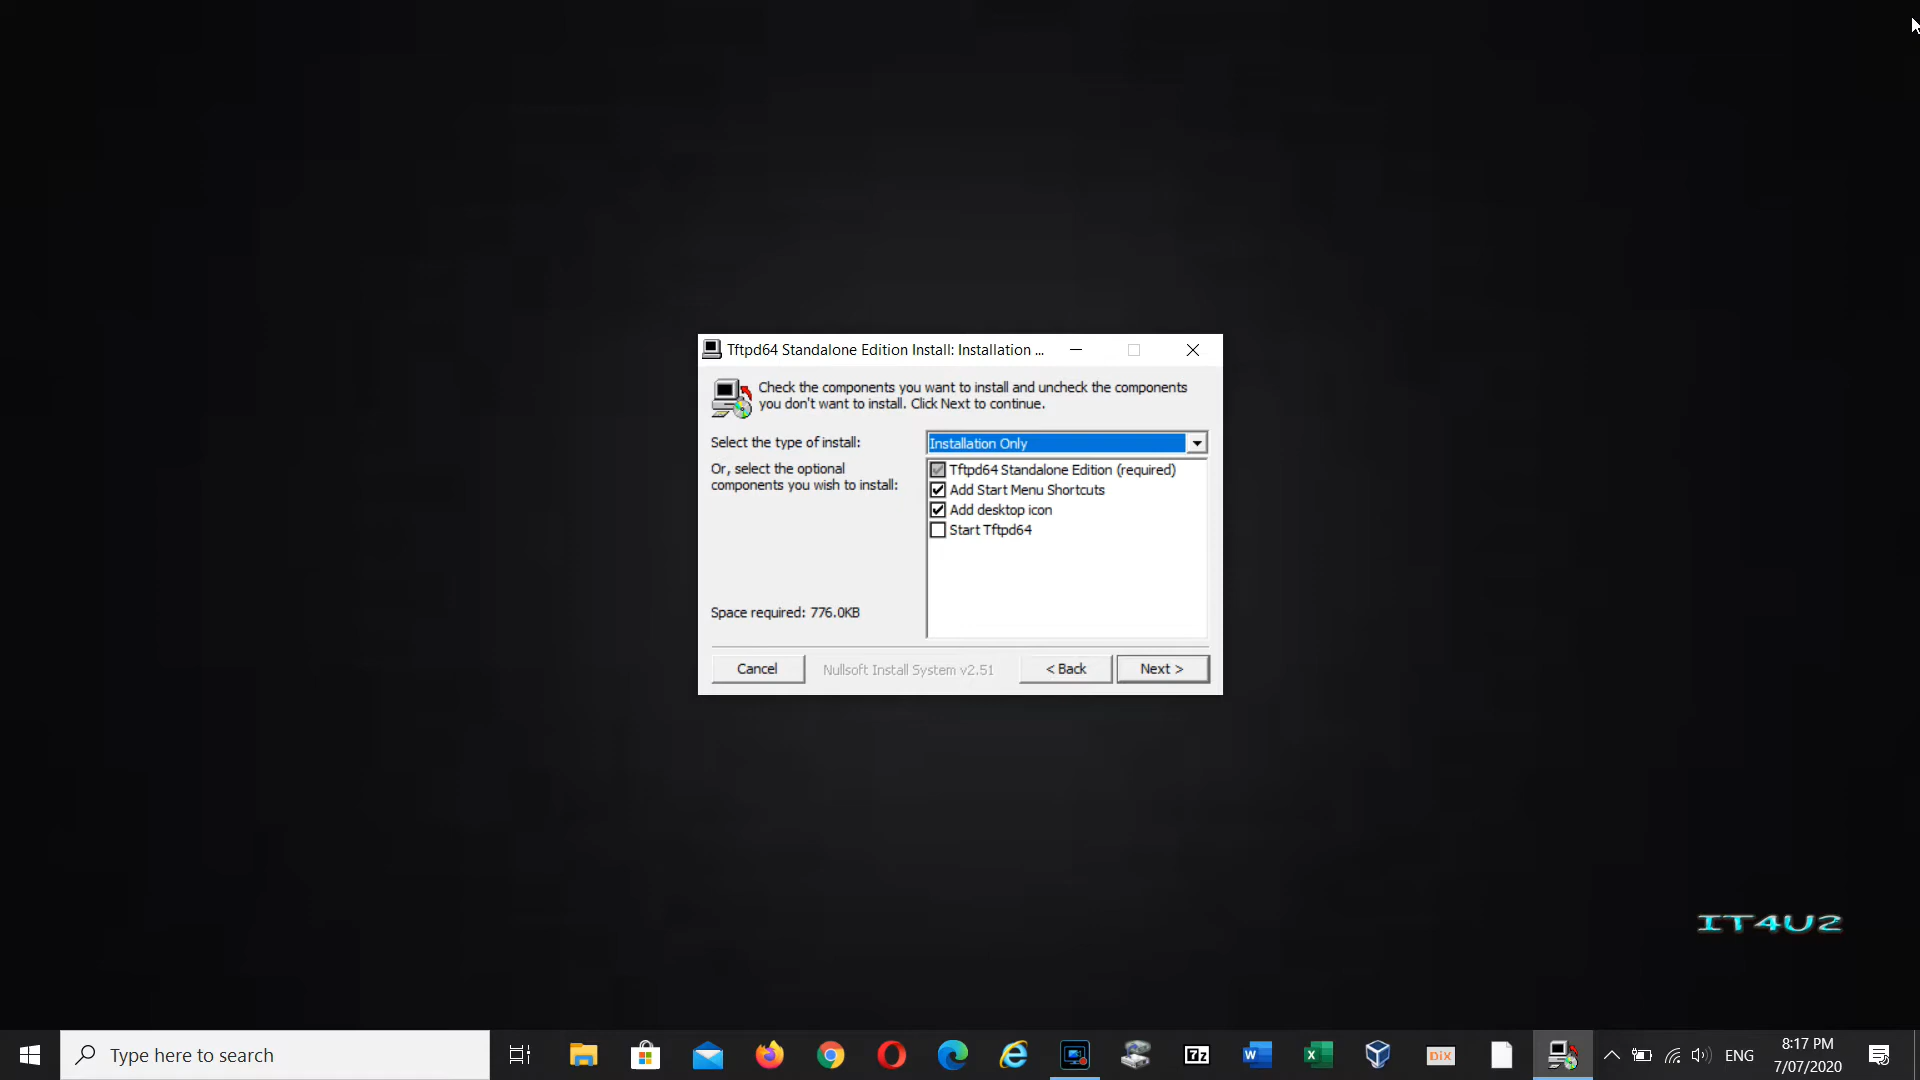 Tftpd64 Standalone Edition Install: Installation ...
Check the components you want to install and uncheck the components
you don't want to install. Click Next to continue.
Select the type of install:
Installation Only
Or, select the optional
components you wish to install:
Tftpd64 Standalone Edition (required)
Add Start Menu Shortcuts
Add desktop icon
Start Tftpd64
Space required: 776.0KB
Cancel
Nullsoft Install System v2.51
< Back
Next >
IT4U2
Type here to search
7z
W
X
DiX
ENG
8:17 PM
7/07/2020